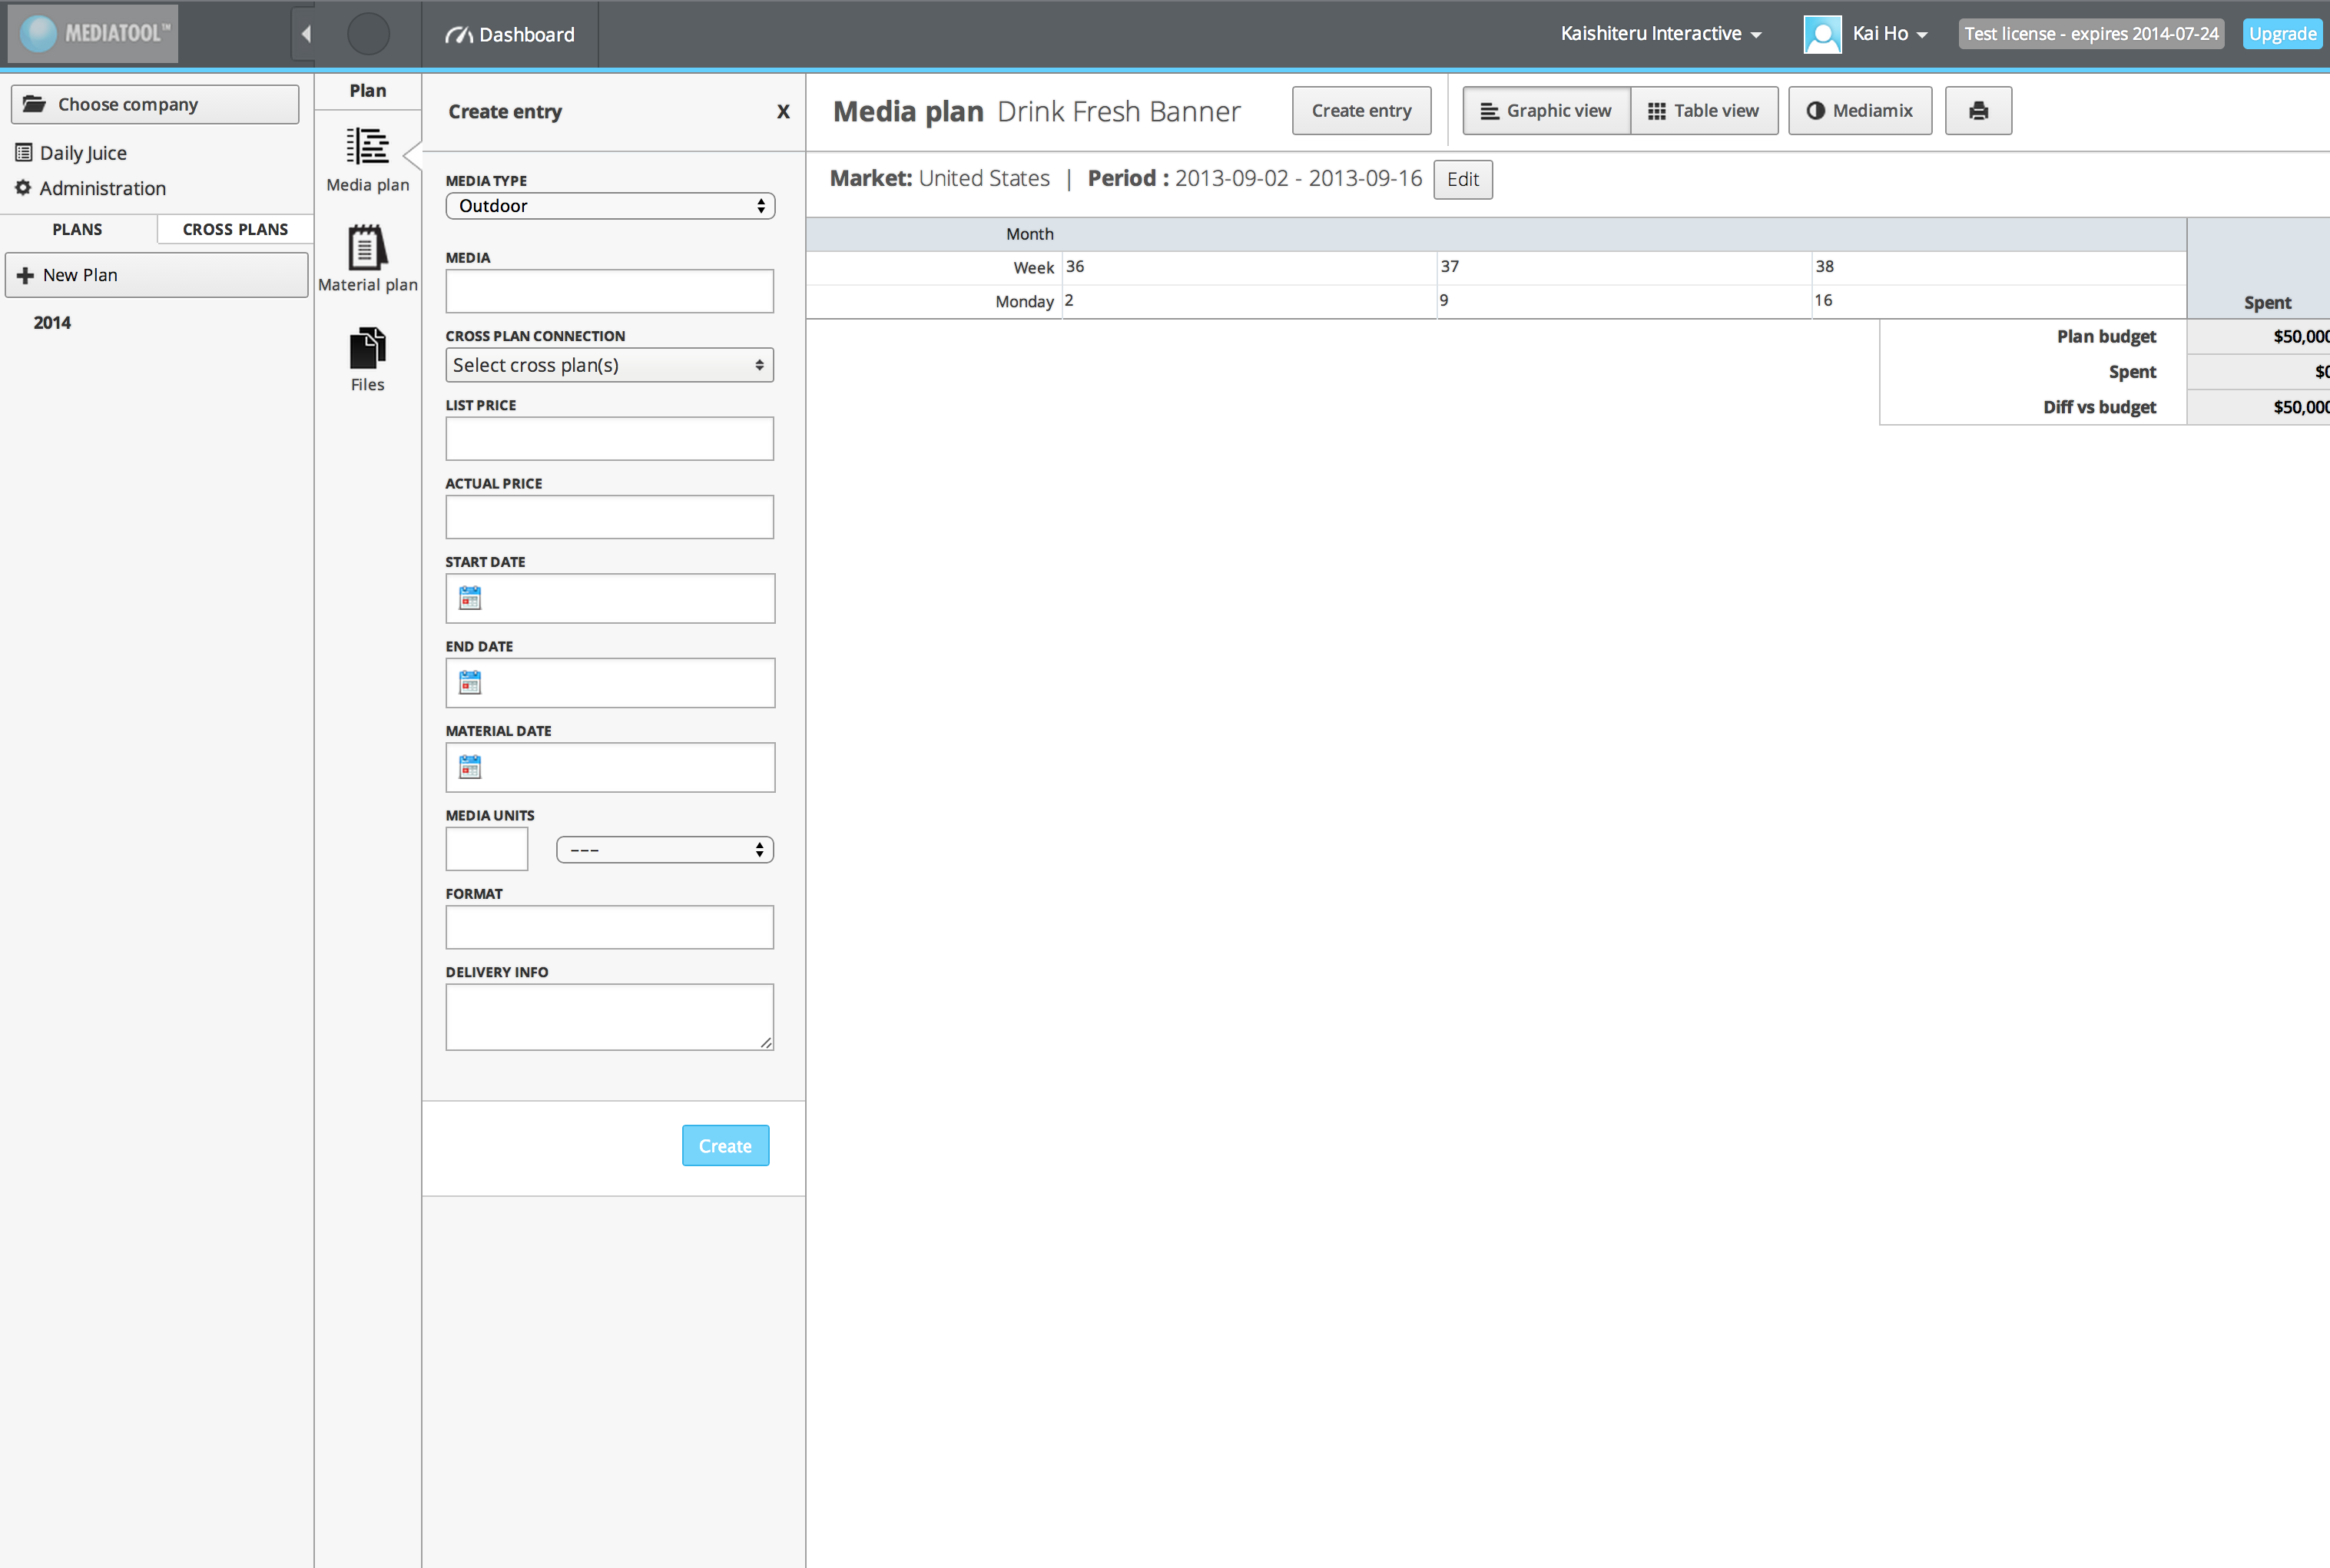 MEDIATOOL™
Dashboard
Kaishiteru Interactive
Kai Ho
Test license - expires 2014-07-24
Upgrade
Choose company
Daily Juice
Administration
PLANS
CROSS PLANS
New Plan
2014
Plan
Media plan
Material plan
Files
Create entry
X
MEDIA TYPE
Outdoor
MEDIA
CROSS PLAN CONNECTION
Select cross plan(s)
LIST PRICE
ACTUAL PRICE
START DATE
END DATE
MATERIAL DATE
MEDIA UNITS
---
FORMAT
DELIVERY INFO
Create
Media plan Drink Fresh Banner
Create entry
Graphic view
Table view
Mediamix
Market: United States | Period : 2013-09-02 - 2013-09-16
Edit
Month
Week 36 37 38
Monday 2 9 16
Spent
Plan budget $50,000
Spent $0
Diff vs budget $50,000